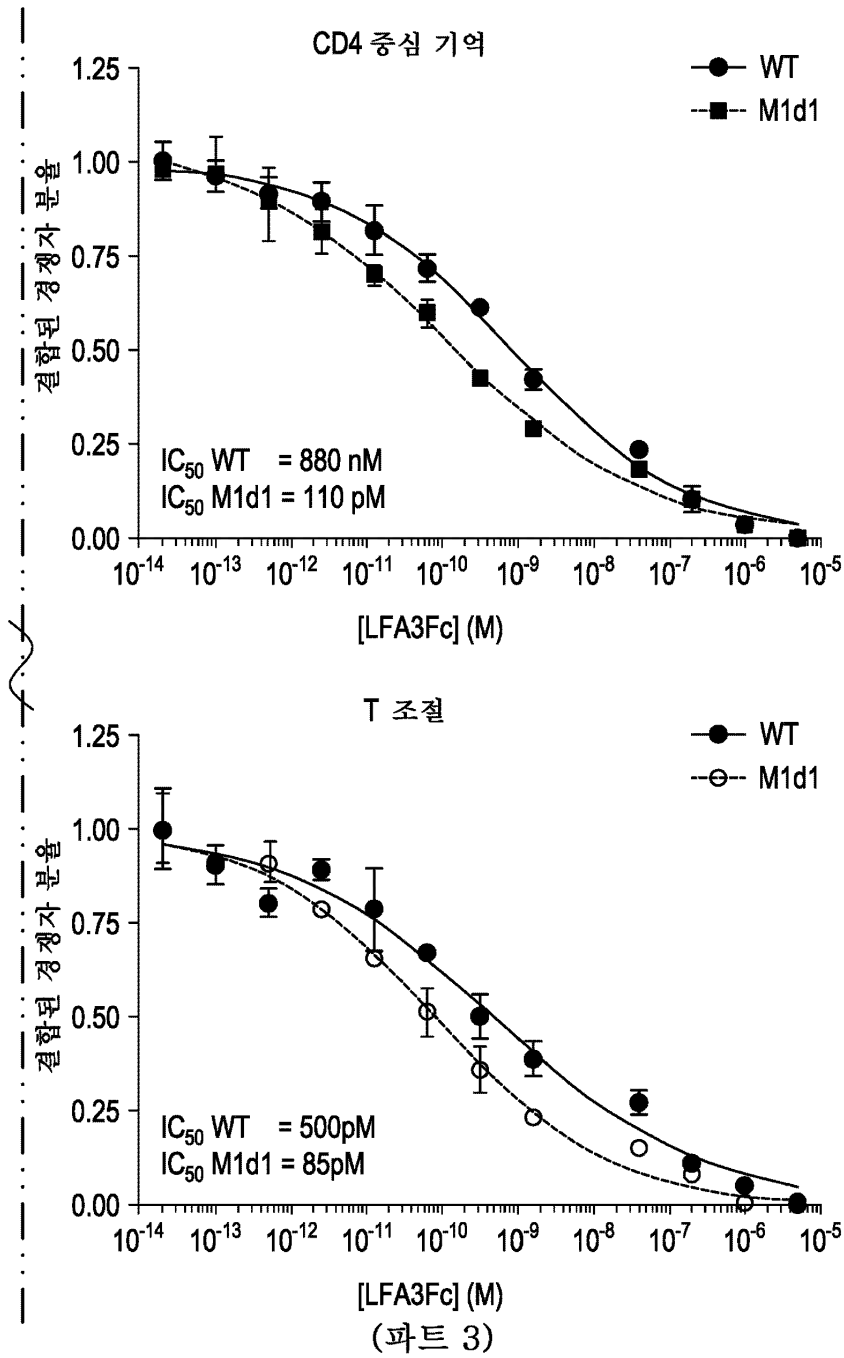 CD4 중심 기억
WT
M1d1
결합된 경쟁자 분율
1.25
1.00
0.75
0.50
0.25
0.00
IC50 WT = 880 nM
IC50 M1d1 = 110 pM
10-14 10-13 10-12 10-11 10-10 10-9 10-8 10-7 10-6 10-5
[LFA3Fc] (M)
T 조절
WT
M1d1
결합된 경쟁자 분율
1.25
1.00
0.75
0.50
0.25
0.00
IC50 WT = 500pM
IC50 M1d1 = 85pM
10-14 10-13 10-12 10-11 10-10 10-9 10-8 10-7 10-6 10-5
[LFA3Fc] (M)
(파트 3)